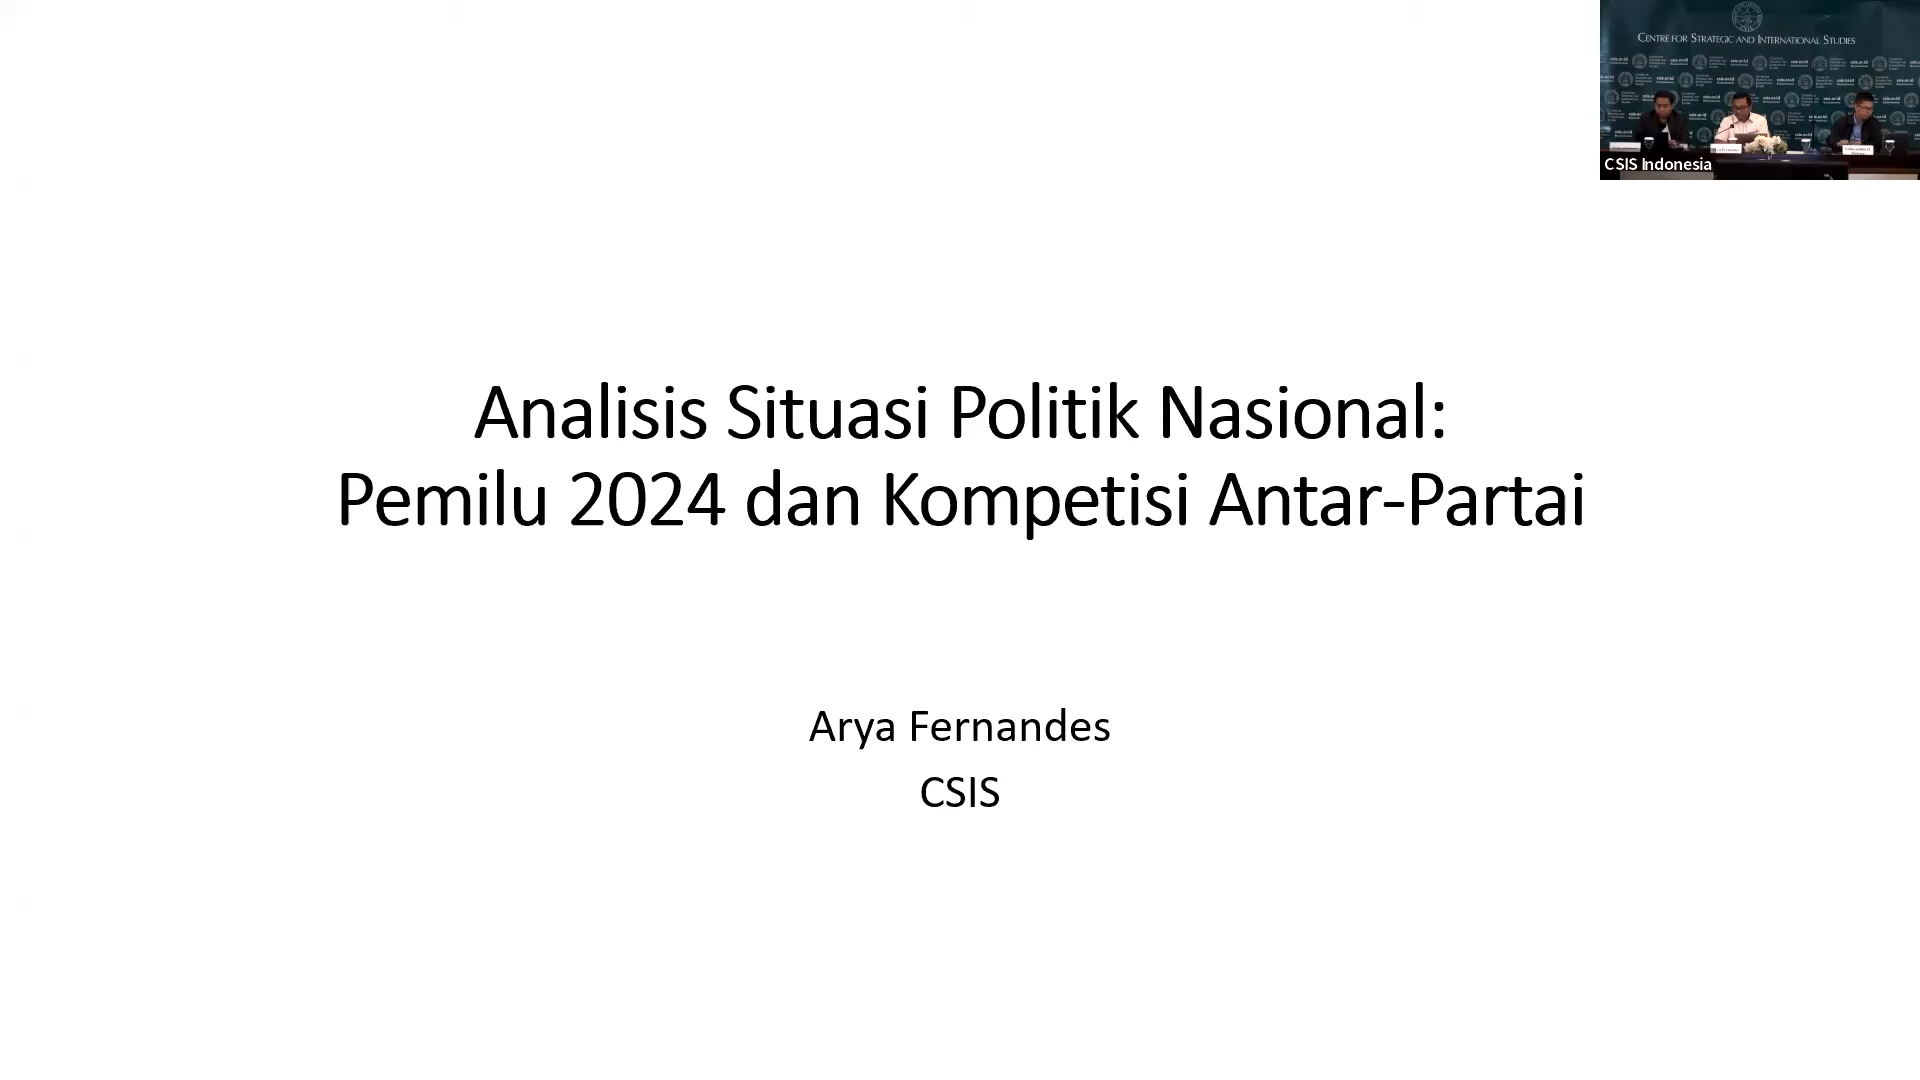 Analisis Situasi Politik Nasional:
Pemilu 2024 dan Kompetisi Antar-Partai
Arya Fernandes
CSIS
CENTRE FOR STRATEGIC AND INTERNATIONAL STUDIES
CSIS Indonesia